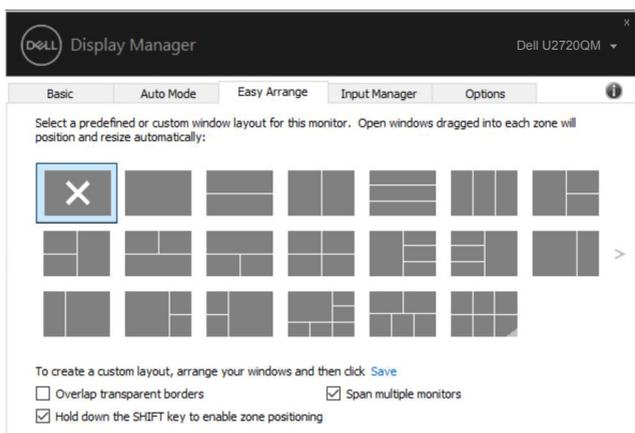 x
DELL Display Manager Dell U2720QM
Basic Auto Mode Easy Arrange Input Manager Options i
Select a predefined or custom window layout for this monitor. Open windows dragged into each zone will
position and resize automatically:
>
To create a custom layout, arrange your windows and then click Save
Overlap transparent borders Span multiple monitors
Hold down the SHIFT key to enable zone positioning